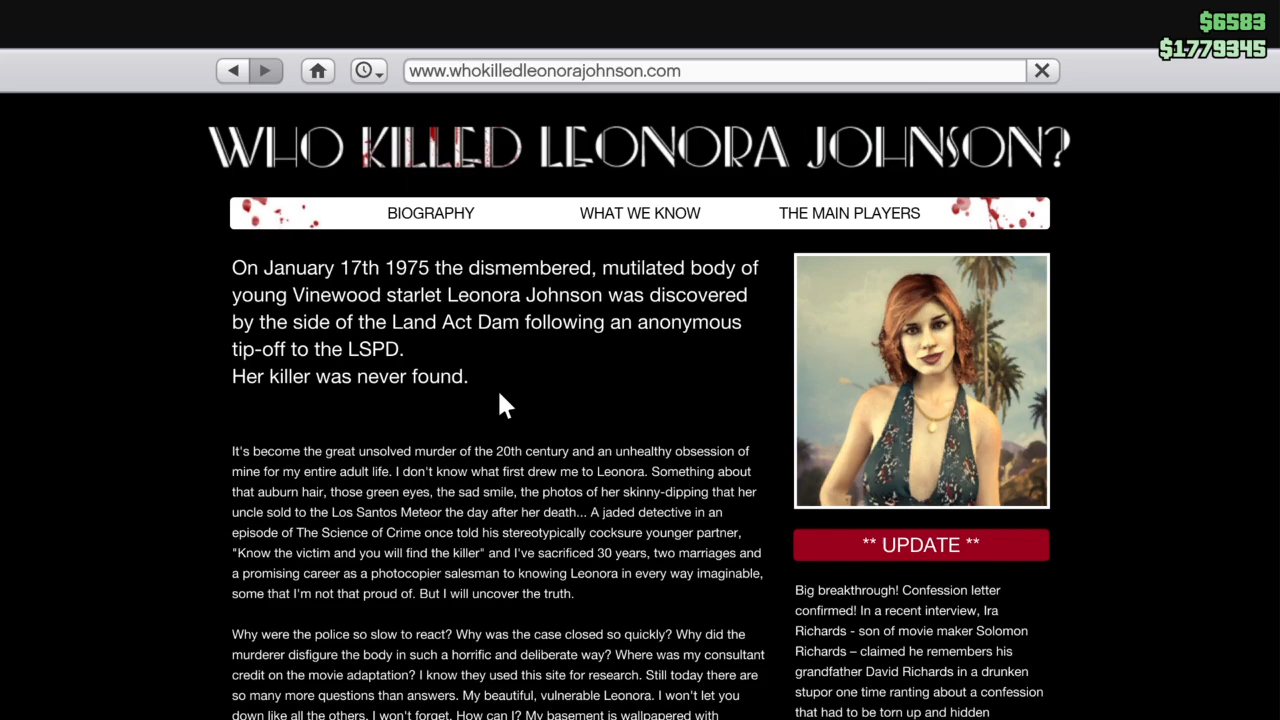 $6583
$1779345
www.whokilledleonorajohnson.com
WHO KILLED LEONORA JOHNSON?
BIOGRAPHY WHAT WE KNOW THE MAIN PLAYERS
On January 17th 1975 the dismembered, mutilated body of
young Vinewood starlet Leonora Johnson was discovered
by the side of the Land Act Dam following an anonymous
tip-off to the LSPD.
Her killer was never found.
It's become the great unsolved murder of the 20th century and an unhealthy obsession of
mine for my entire adult life. I don't know what first drew me to Leonora. Something about
that auburn hair, those green eyes, the sad smile, the photos of her skinny-dipping that her
uncle sold to the Los Santos Meteor the day after her death... A jaded detective in an
episode of The Science of Crime once told his stereotypically cocksure younger partner,
"Know the victim and you will find the killer" and I've sacrificed 30 years, two marriages and
a promising career as a photocopier salesman to knowing Leonora in every way imaginable,
some that I'm not that proud of. But I will uncover the truth.
Why were the police so slow to react? Why was the case closed so quickly? Why did the
murderer disfigure the body in such a horrific and deliberate way? Where was my consultant
credit on the movie adaptation? I know they used this site for research. Still today there are
so many more questions than answers. My beautiful, vulnerable Leonora. I won't let you
down like all the others. I won't forget. How can I? My basement is wallpapered with
** UPDATE **
Big breakthrough! Confession letter
confirmed! In a recent interview, Ira
Richards - son of movie maker Solomon
Richards – claimed he remembers his
grandfather David Richards in a drunken
stupor one time ranting about a confession
that had to be torn up and hidden